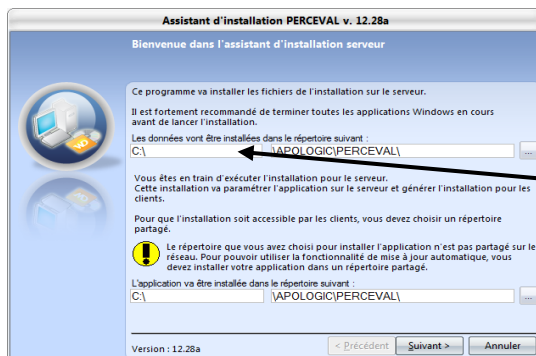 Assistant d'installation PERCEVAL v. 12.28a
Bienvenue dans l'assistant d'installation serveur
Ce programme va installer les fichiers de l'installation sur le serveur.
Il est fortement recommandé de terminer toutes les applications Windows en cours
avant de lancer l'installation.
Les données vont être installées dans le répertoire suivant :
C:\ \APOLOGIC\PERCEVAL\ ...
Vous êtes en train d'exécuter l'installation pour le serveur.
Cette installation va paramétrer l'application sur le serveur et générer l'installation pour les
clients.
Pour que l'installation soit accessible par les clients, vous devez choisir un répertoire
partagé.
Le répertoire que vous avez choisi pour installer l'application n'est pas partagé sur le
réseau. Pour pouvoir utiliser la fonctionnalité de mise à jour automatique, vous
devez installer votre application dans un répertoire partagé.
L'application va être installée dans le répertoire suivant :
C:\ \APOLOGIC\PERCEVAL\ ...
Version : 12.28a < Précédent Suivant > Annuler